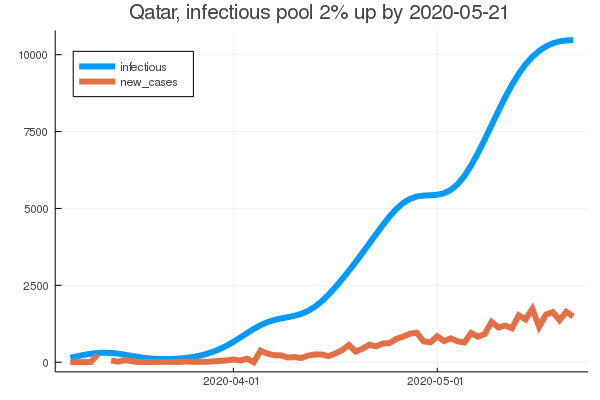 Qatar, infectious pool 2% up by 2020-05-21
10000
infectious
new_cases
7500
5000
2500
0
2020-04-01
2020-05-01